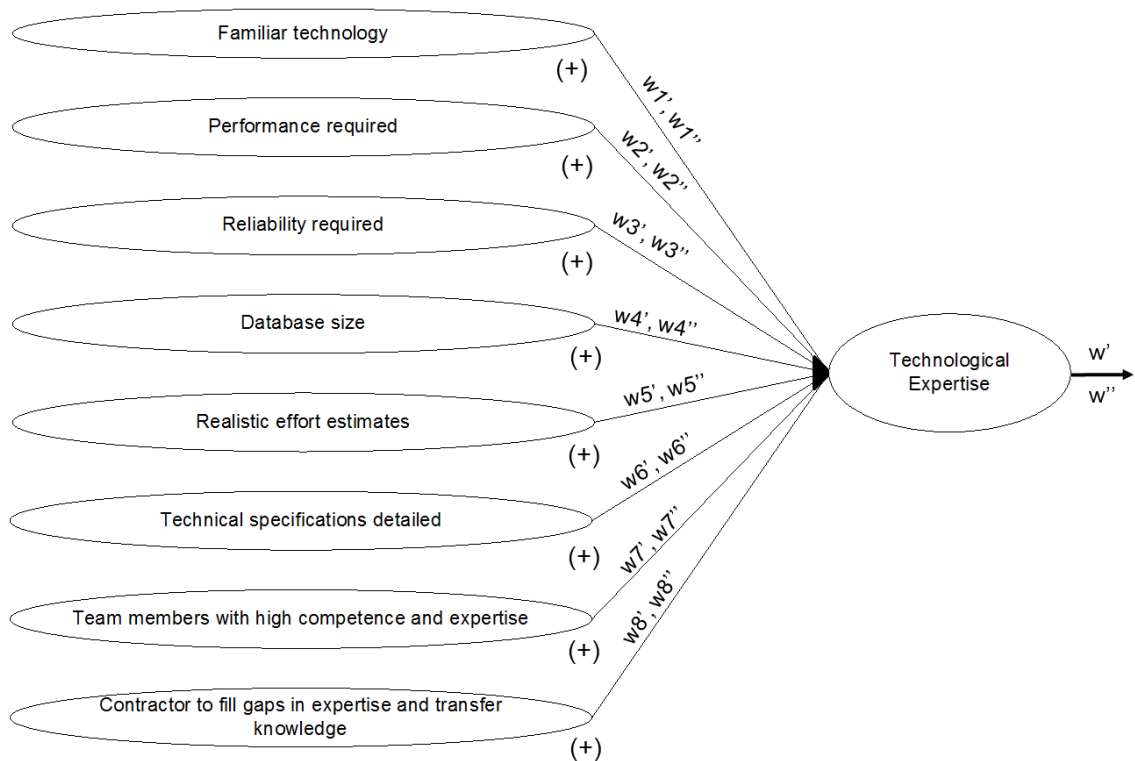 Familiar technology
(+)
w1’, w1’’
Performance required
(+)
w2’, w2’’
Reliability required
(+)
w3’, w3’’
Database size
(+)
w4’, w4’’
Realistic effort estimates
(+)
w5’, w5’’
Technical specifications detailed
(+)
w6’, w6’’
Team members with high competence and expertise
(+)
w7’, w7’’
Contractor to fill gaps in expertise and transfer
knowledge
(+)
w8’, w8’’
Technological
Expertise
w’
w’’